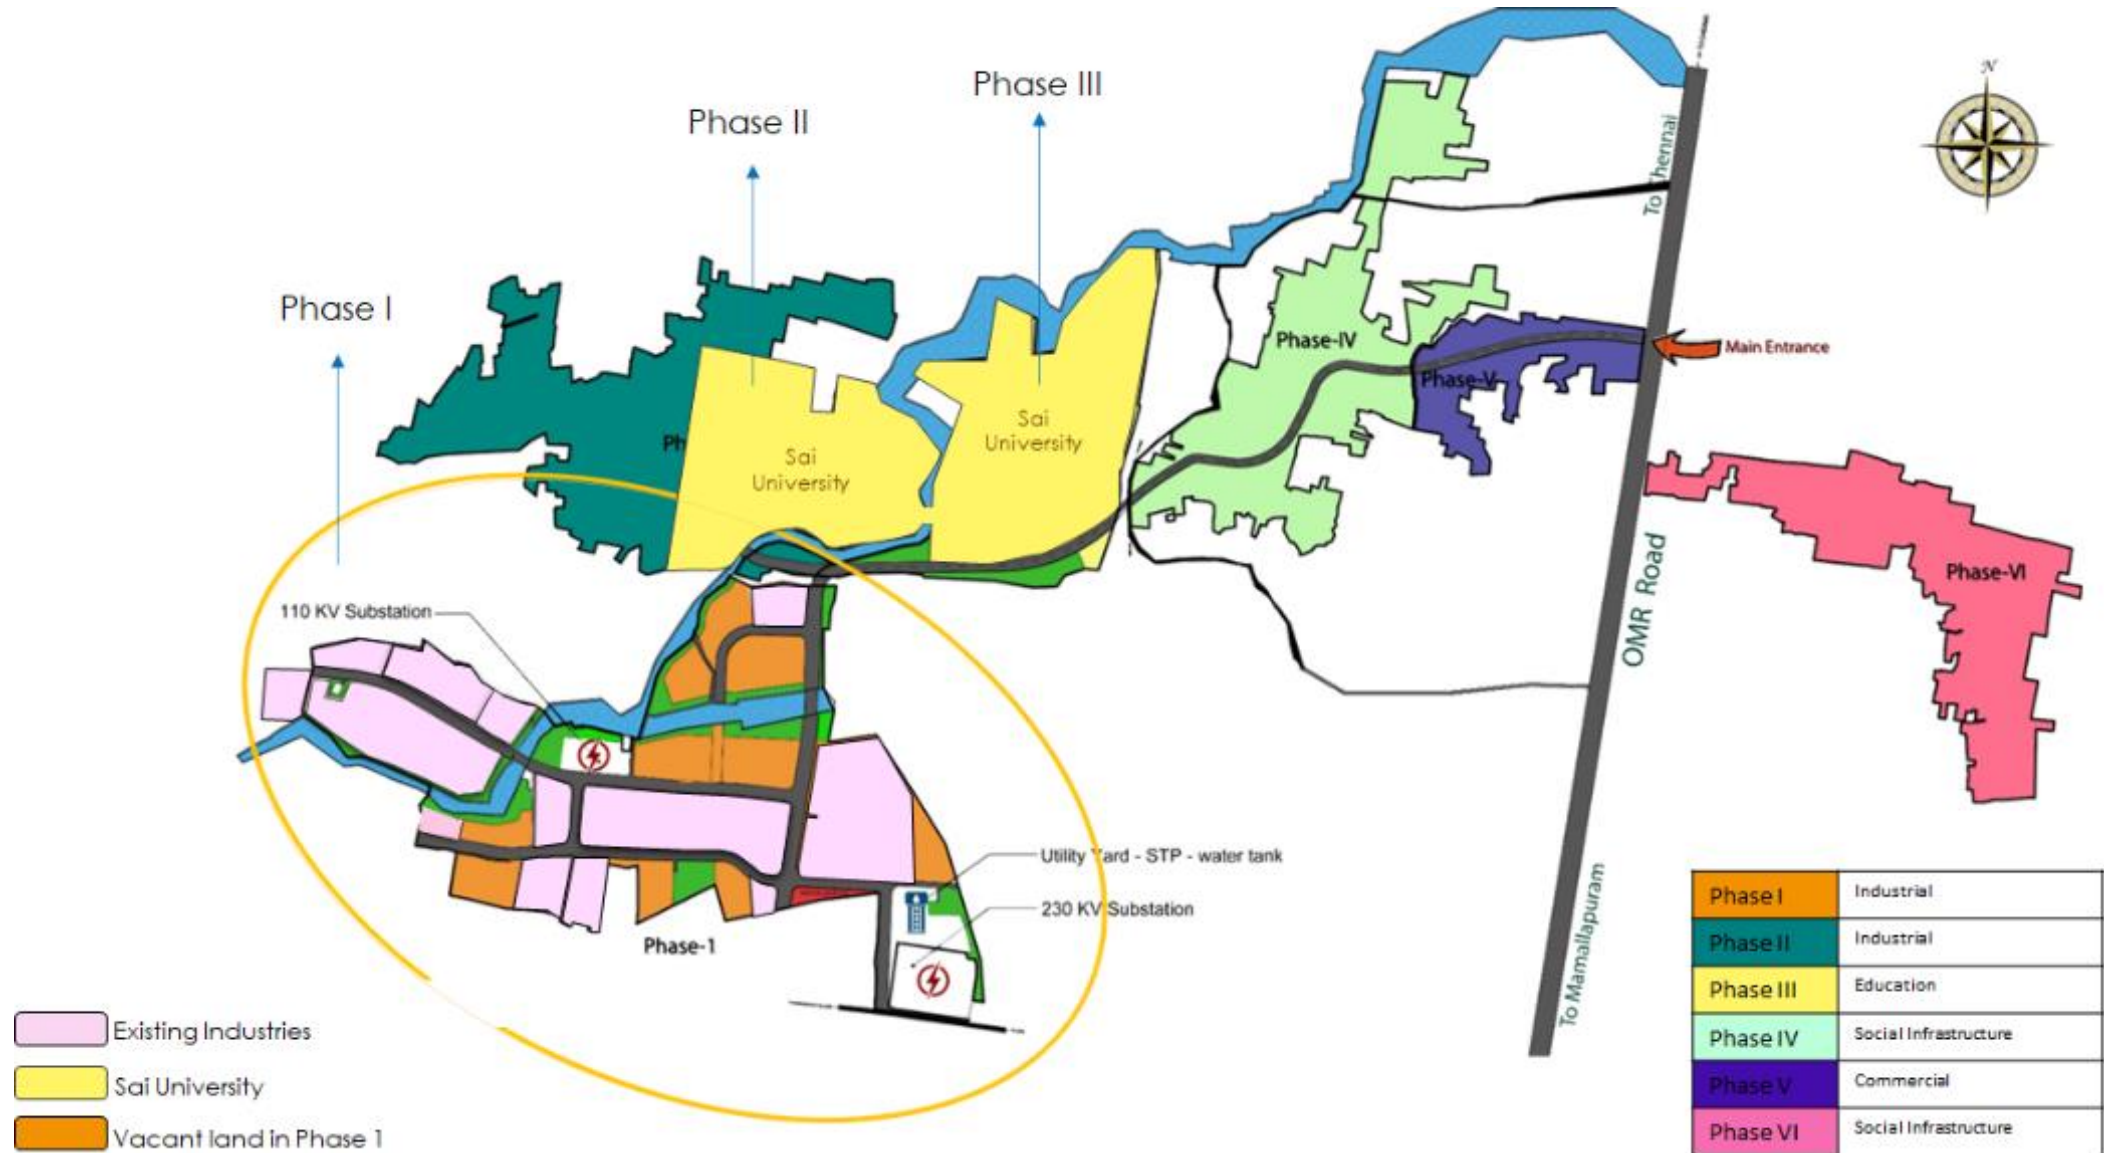 Phase III
Phase II
Phase I
N
To Chennai
Phase-IV
Main Entrance
Phase-V
Ph
Sai
University
Sai
University
Phase-VI
OMR Road
110 KV Substation
Utility Yard - STP - water tank
230 KV Substation
Phase-1
To Mamallapuram
Existing Industries
Sai University
Vacant land in Phase 1
Phase I Industrial
Phase II Industrial
Phase III Education
Phase IV Social Infrastructure
Phase V Commercial
Phase VI Social Infrastructure